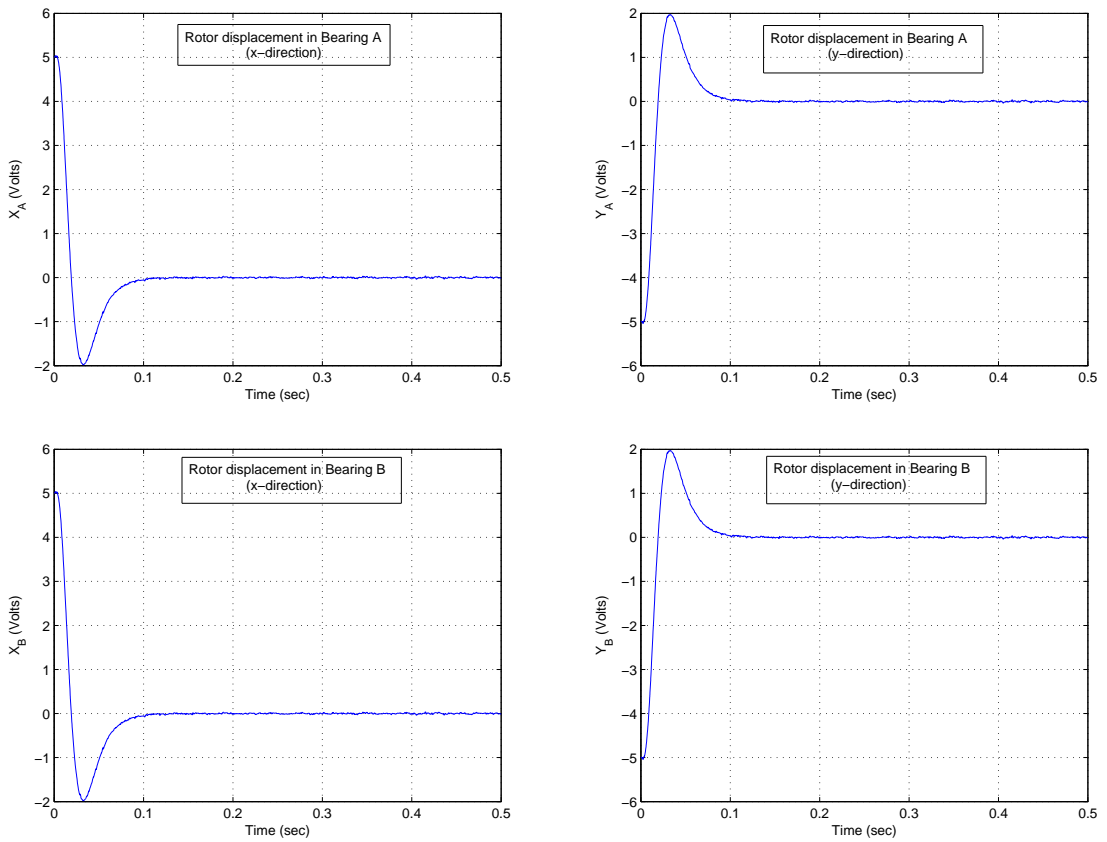 Rotor displacement in Bearing A
(x−direction)
6
5
4
3
2
1
0
−1
−2
X_A (Volts)
0 0.1 0.2 0.3 0.4 0.5
Time (sec)
Rotor displacement in Bearing A
(y−direction)
2
1
0
−1
−2
−3
−4
−5
−6
Y_A (Volts)
0 0.1 0.2 0.3 0.4 0.5
Time (sec)
Rotor displacement in Bearing B
(x−direction)
6
5
4
3
2
1
0
−1
−2
X_B (Volts)
0 0.1 0.2 0.3 0.4 0.5
Time (sec)
Rotor displacement in Bearing B
(y−direction)
2
1
0
−1
−2
−3
−4
−5
−6
Y_B (Volts)
0 0.1 0.2 0.3 0.4 0.5
Time (sec)